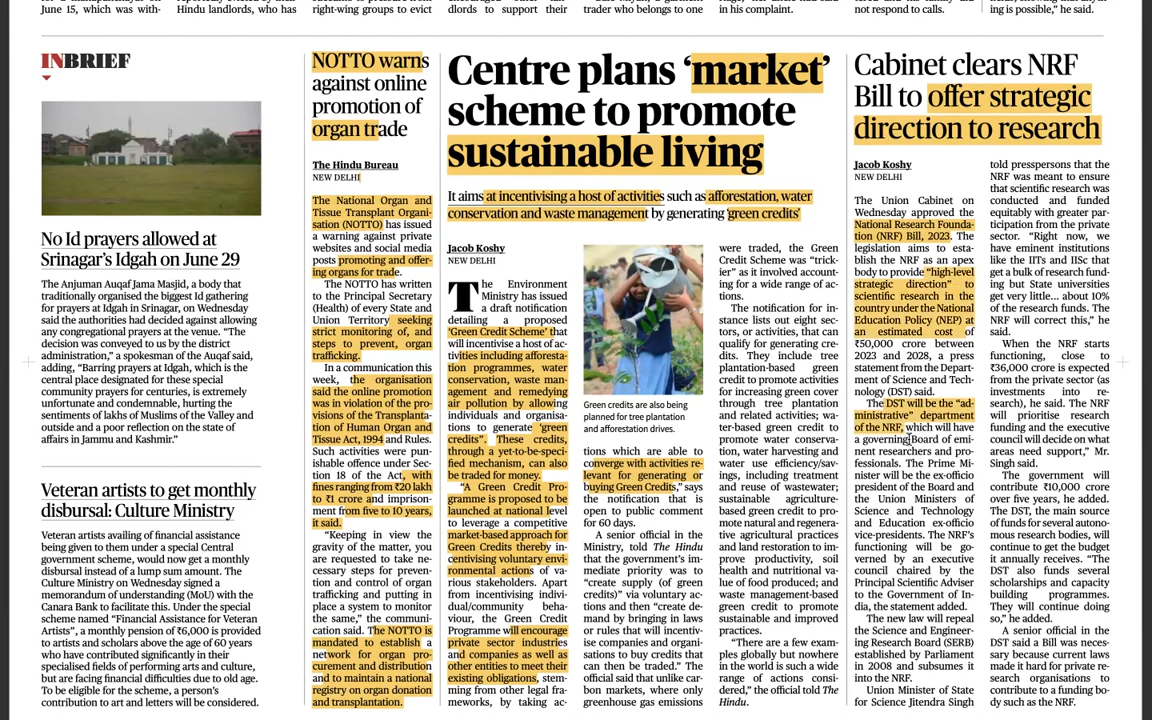 June 15, which was with-
Hindu landlords, who has
right-wing groups to evict
dlords to support their
trader who belongs to one
in his complaint.
not respond to calls.
ing is possible,” he said.
INBRIEF
No Id prayers allowed at
Srinagar’s Idgah on June 29
The Anjuman Auqaf Jama Masjid, a body that
traditionally organised the biggest Id gathering
for prayers at Idgah in Srinagar, on Wednesday
said the authorities had decided against allowing
any congregational prayers at the venue. “The
decision was conveyed to us by the district
administration,” a spokesman of the Auqaf said,
adding, “Barring prayers at Idgah, which is the
central place designated for these special
community prayers for centuries, is extremely
unfortunate and condemnable, hurting the
sentiments of lakhs of Muslims of the Valley and
outside and a poor reflection on the state of
affairs in Jammu and Kashmir.”
Veteran artists to get monthly
disbursal: Culture Ministry
Veteran artists availing of financial assistance
being given to them under a special Central
government scheme, would now get a monthly
disbursal instead of a lump sum amount. The
Culture Ministry on Wednesday signed a
memorandum of understanding (MoU) with the
Canara Bank to facilitate this. Under the special
scheme named “Financial Assistance for Veteran
Artists”, a monthly pension of ₹6,000 is provided
to artists and scholars above the age of 60 years
who have contributed significantly in their
specialised fields of performing arts and culture,
but are facing financial difficulties due to old age.
To be eligible for the scheme, a person’s
contribution to art and letters will be considered.
NOTTO warns
against online
promotion of
organ trade
The Hindu Bureau
NEW DELHI
The National Organ and
Tissue Transplant Organi-
sation (NOTTO) has issued
a warning against private
websites and social media
posts promoting and offer-
ing organs for trade.
The NOTTO has written
to the Principal Secretary
(Health) of every State and
Union Territory seeking
strict monitoring of, and
steps to prevent, organ
trafficking.
In a communication this
week, the organisation
said the online promotion
was in violation of the pro-
visions of the Transplanta-
tion of Human Organ and
Tissue Act, 1994 and Rules.
Such activities were pun-
ishable offence under Sec-
tion 18 of the Act, with
fines ranging from ₹20 lakh
to ₹1 crore and imprison-
ment from five to 10 years,
it said.
“Keeping in view the
gravity of the matter, you
are requested to take ne-
cessary steps for preven-
tion and control of organ
trafficking and putting in
place a system to monitor
the same,” the communi-
cation said. The NOTTO is
mandated to establish a
network for organ pro-
curement and distribution
and to maintain a national
registry on organ donation
and transplantation.
Centre plans ‘market’
scheme to promote
sustainable living
It aims at incentivising a host of activities such as afforestation, water
conservation and waste management by generating ‘green credits’
Jacob Koshy
NEW DELHI
The Environment
Ministry has issued
a draft notification
detailing a proposed
‘Green Credit Scheme’ that
will incentivise a host of ac-
tivities including afforesta-
tion programmes, water
conservation, waste man-
agement and remedying
air pollution by allowing
individuals and organisa-
tions to generate ‘green
credits”. These credits,
through a yet-to-be-speci-
fied mechanism, can also
be traded for money.
“A Green Credit Pro-
gramme is proposed to be
launched at national level
to leverage a competitive
market-based approach for
Green Credits thereby in-
centivising voluntary envi-
ronmental actions of va-
rious stakeholders. Apart
from incentivising indivi-
dual/community beha-
viour, the Green Credit
Programme will encourage
private sector industries
and companies as well as
other entities to meet their
existing obligations, stem-
ming from other legal fra-
meworks, by taking ac-
Green credits are also being
planned for tree plantation
and afforestation drives.
tions which are able to
converge with activities re-
levant for generating or
buying Green Credits,” says
the notification that is
open to public comment
for 60 days.
A senior official in the
Ministry, told The Hindu
that the government’s im-
mediate priority was to
“create supply (of green
credits)” via voluntary ac-
tions and then “create de-
mand by bringing in laws
or rules that will incentiv-
ise companies and organi-
sations to buy credits that
can then be traded.” The
official said that unlike car-
bon markets, where only
greenhouse gas emissions
were traded, the Green
Credit Scheme was “trick-
ier” as it involved account-
ing for a wide range of ac-
tions.
The notification for in-
stance lists out eight sec-
tors, or activities, that can
qualify for generating cre-
dits. They include tree
plantation-based green
credit to promote activities
for increasing green cover
through tree plantation
and related activities; wa-
ter-based green credit to
promote water conserva-
tion, water harvesting and
water use efficiency/sav-
ings, including treatment
and reuse of wastewater;
sustainable agriculture-
based green credit to pro-
mote natural and regenera-
tive agricultural practices
and land restoration to im-
prove productivity, soil
health and nutritional va-
lue of food produced; and
waste management-based
green credit to promote
sustainable and improved
practices.
“There are a few exam-
ples globally but nowhere
in the world is such a wide
range of actions consi-
dered,” the official told The
Hindu.
Cabinet clears NRF
Bill to offer strategic
direction to research
Jacob Koshy
NEW DELHI
The Union Cabinet on
Wednesday approved the
National Research Founda-
tion (NRF) Bill, 2023. The
legislation aims to esta-
blish the NRF as an apex
body to provide “high-level
strategic direction” to
scientific research in the
country under the National
Education Policy (NEP) at
an estimated cost of
₹50,000 crore between
2023 and 2028, a press
statement from the Depart-
ment of Science and Tech-
nology (DST) said.
The DST will be the “ad-
ministrative” department
of the NRF, which will have
a governing Board of emi-
nent researchers and pro-
fessionals. The Prime Mi-
nister will be the ex-officio
president of the Board and
the Union Ministers of
Science and Technology
and Education ex-officio
vice-presidents. The NRF’s
functioning will be go-
verned by an executive
council chaired by the
Principal Scientific Adviser
to the Government of In-
dia, the statement added.
The new law will repeal
the Science and Engineer-
ing Research Board (SERB)
established by Parliament
in 2008 and subsumes it
into the NRF.
Union Minister of State
for Science Jitendra Singh
told presspersons that the
NRF was meant to ensure
that scientific research was
conducted and funded
equitably with greater par-
ticipation from the private
sector. “Right now, we
have eminent institutions
like the IITs and IISc that
get a bulk of research fund-
ing but State universities
get very little... about 10%
of the research funds. The
NRF will correct this,” he
said.
When the NRF starts
functioning, close to
₹36,000 crore is expected
from the private sector (as
investments into re-
search), he said. The NRF
will prioritise research
funding and the executive
council will decide on what
areas need support,” Mr.
Singh said.
The government will
contribute ₹10,000 crore
over five years, he added.
The DST, the main source
of funds for several autono-
mous research bodies, will
continue to get the budget
it annually receives. “The
DST also funds several
scholarships and capacity
building programmes.
They will continue doing
so,” he added.
A senior official in the
DST said a Bill was neces-
sary because current laws
made it hard for private re-
search organisations to
contribute to a funding bo-
dy such as the NRF.